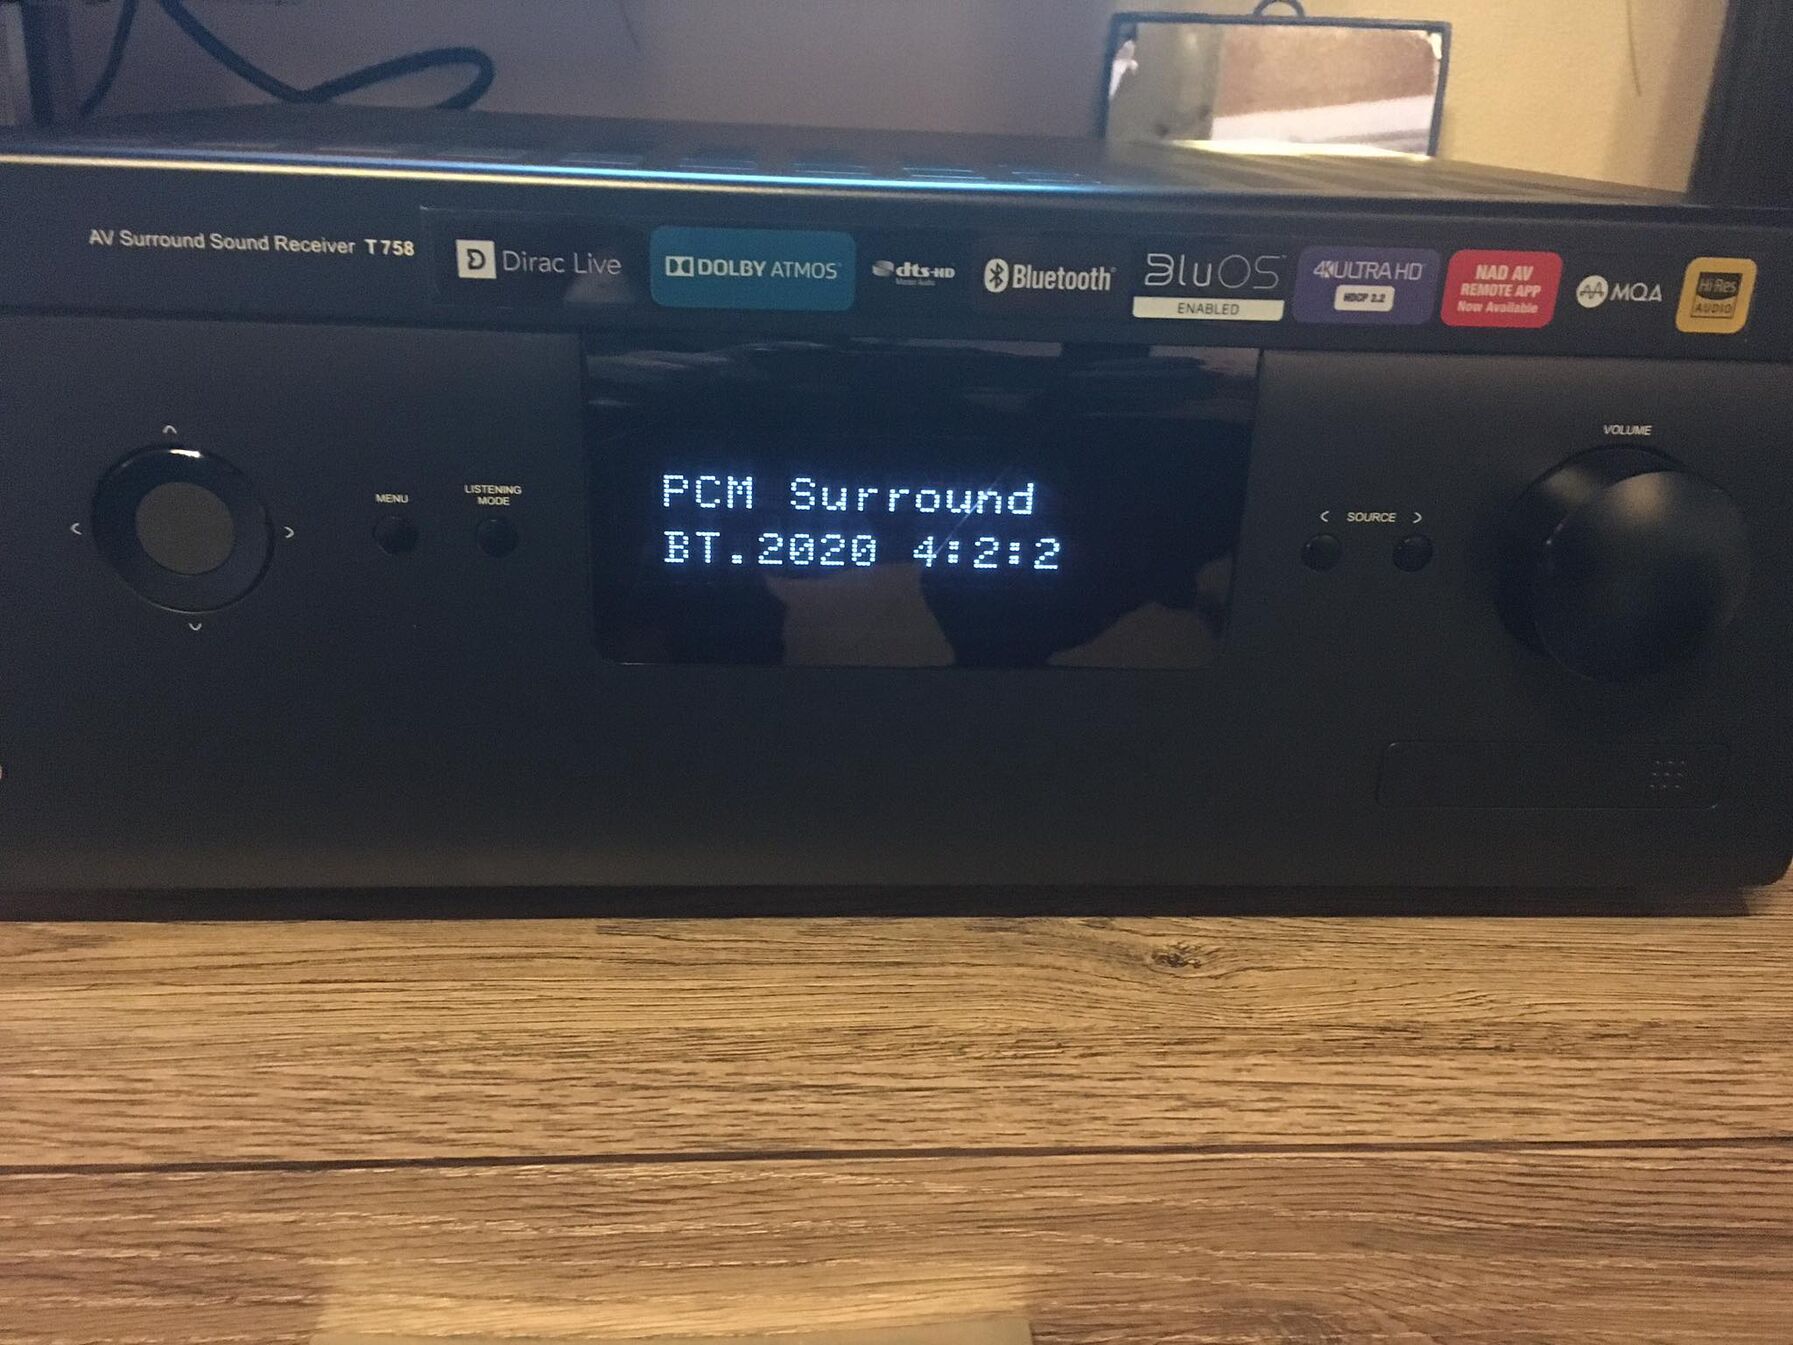 AV Surround Sound Receiver T 758
Dirac Live
DOLBY ATMOS
dts-HD
Master Audio
Bluetooth
BluOS
ENABLED
4K ULTRA HD
HDCP 2.2
NAD AV
REMOTE APP
Now Available
MQA
Hi-Res
AUDIO
MENU
LISTENING
MODE
PCM Surround
BT.2020 4:2:2
< SOURCE >
VOLUME